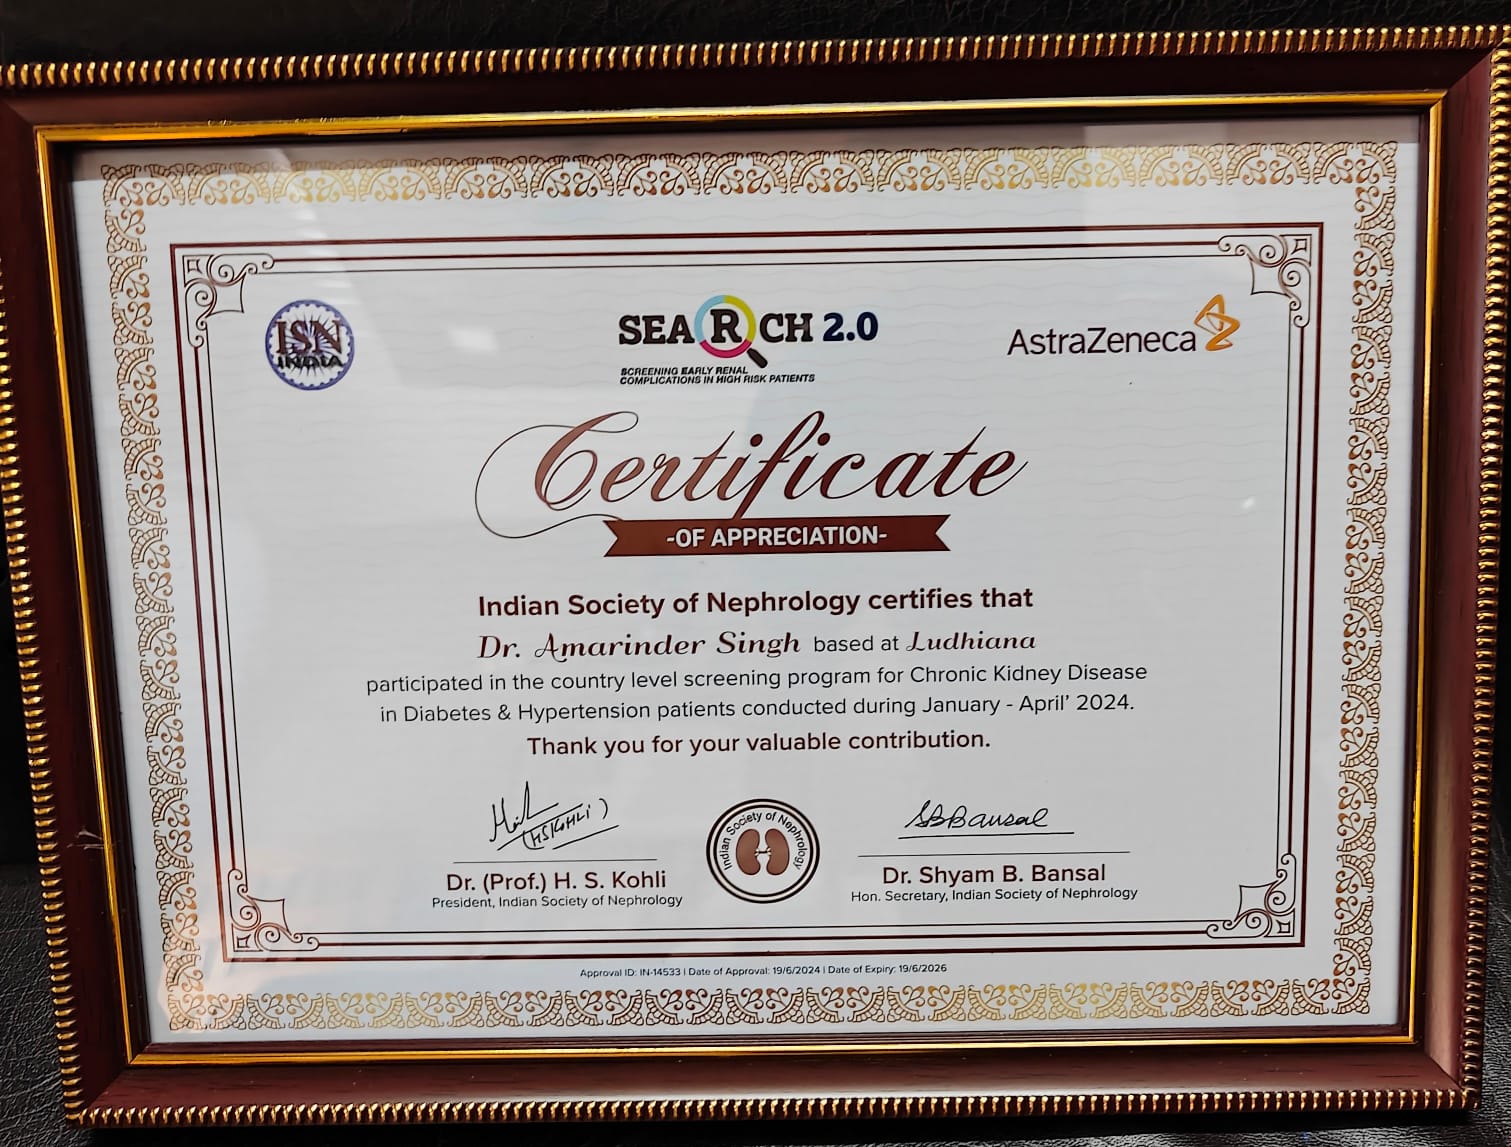 ISN
INDIA
SEARCH 2.0
SCREENING EARLY RENAL
COMPLICATIONS IN HIGH RISK PATIENTS
AstraZeneca
Certificate
-OF APPRECIATION-
Indian Society of Nephrology certifies that
Dr. Amarinder Singh based at Ludhiana
participated in the country level screening program for Chronic Kidney Disease
in Diabetes & Hypertension patients conducted during January - April' 2024.
Thank you for your valuable contribution.
(HS KOHLi)
SBBansal
Indian Society of Nephrology
Dr. (Prof.) H. S. Kohli
President, Indian Society of Nephrology
Dr. Shyam B. Bansal
Hon. Secretary, Indian Society of Nephrology
Approval ID: IN-14533 | Date of Approval: 19/6/2024 | Date of Expiry: 19/6/2026